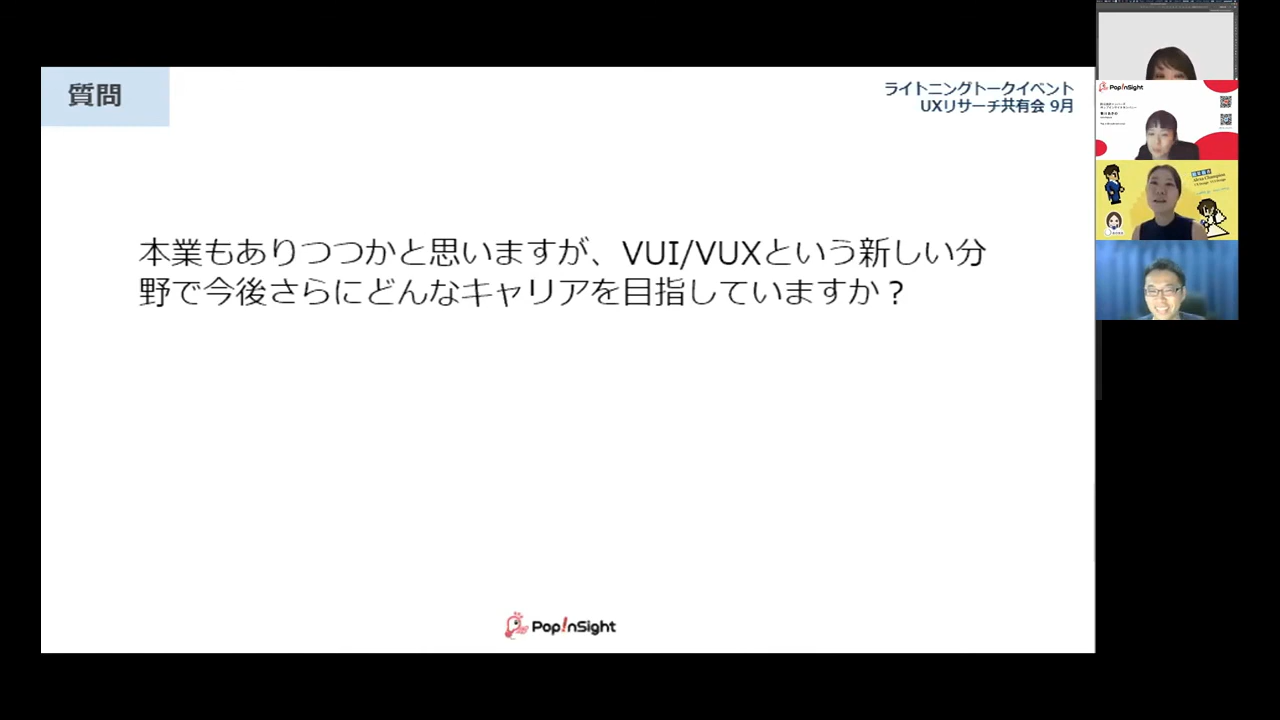 質問
ライトニングトークイベント
UXリサーチ共有会 9月
本業もありつつかと思いますが、VUI/VUXという新しい分
野で今後さらにどんなキャリアを目指していますか？
Pop!nSight
Pop!nSight
Alexa Champion